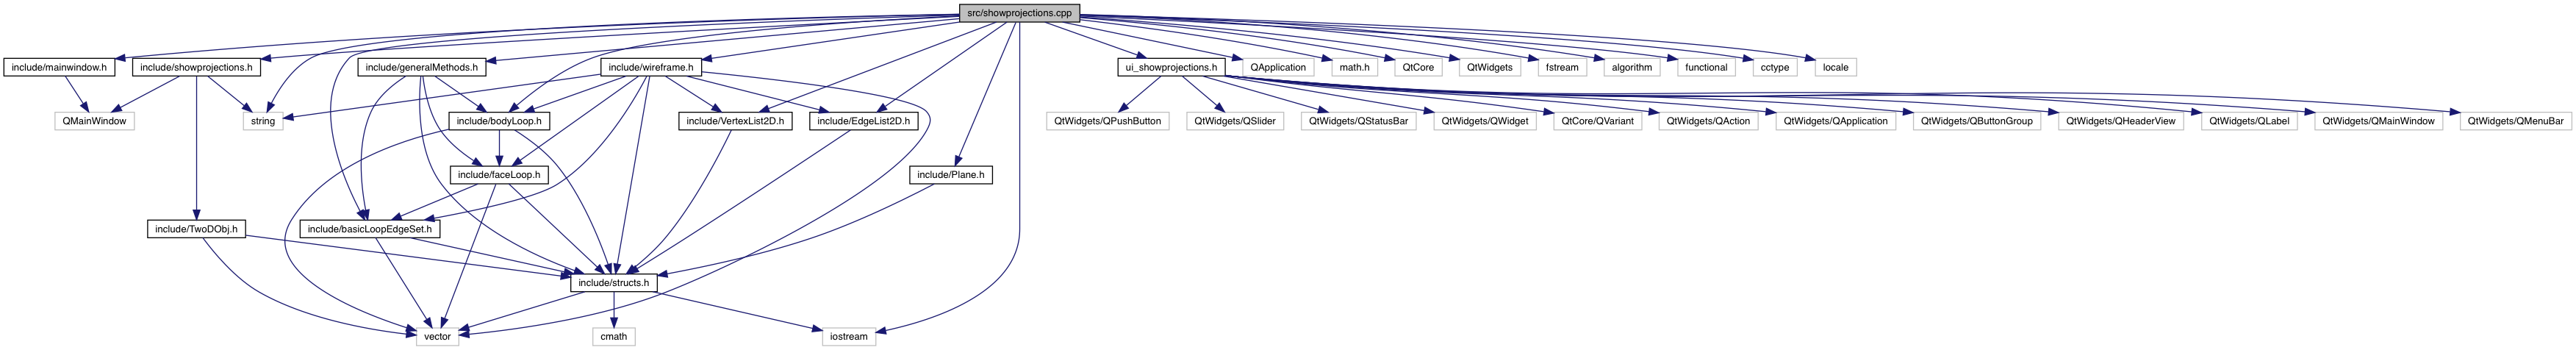 src/showprojections.cpp
include/mainwindow.h
include/showprojections.h
include/generalMethods.h
include/wireframe.h
ui_showprojections.h
QApplication
math.h
QtCore
QtWidgets
fstream
algorithm
functional
cctype
locale
QMainWindow
string
include/bodyLoop.h
include/VertexList2D.h
include/EdgeList2D.h
QtWidgets/QPushButton
QtWidgets/QSlider
QtWidgets/QStatusBar
QtWidgets/QWidget
QtCore/QVariant
QtWidgets/QAction
QtWidgets/QApplication
QtWidgets/QButtonGroup
QtWidgets/QHeaderView
QtWidgets/QLabel
QtWidgets/QMainWindow
QtWidgets/QMenuBar
include/faceLoop.h
include/Plane.h
include/TwoDObj.h
include/basicLoopEdgeSet.h
include/structs.h
vector
cmath
iostream